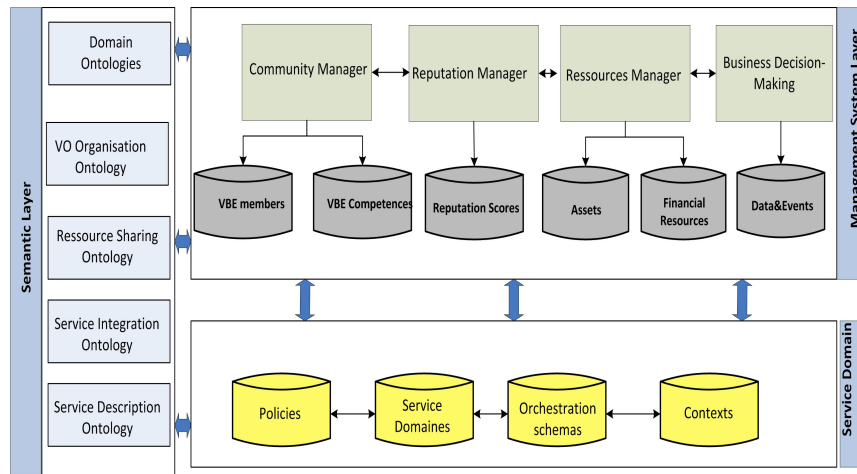 Semantic Layer
Domain
Ontologies
VO Organisation
Ontology
Ressource Sharing
Ontology
Service Integration
Ontology
Service Description
Ontology
Management System Layer
Community Manager
Reputation Manager
Ressources Manager
Business Decision-
Making
VBE members
VBE Competences
Reputation Scores
Assets
Financial
Resources
Data&Events
Service Domain
Policies
Service
Domaines
Orchestration
schemas
Contexts